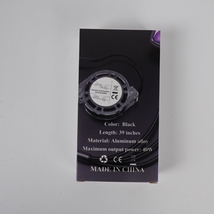 Color: Black
Length: 39 inches
Material: Aluminum alloy
Maximum output power: 40W
MADE IN CHINA